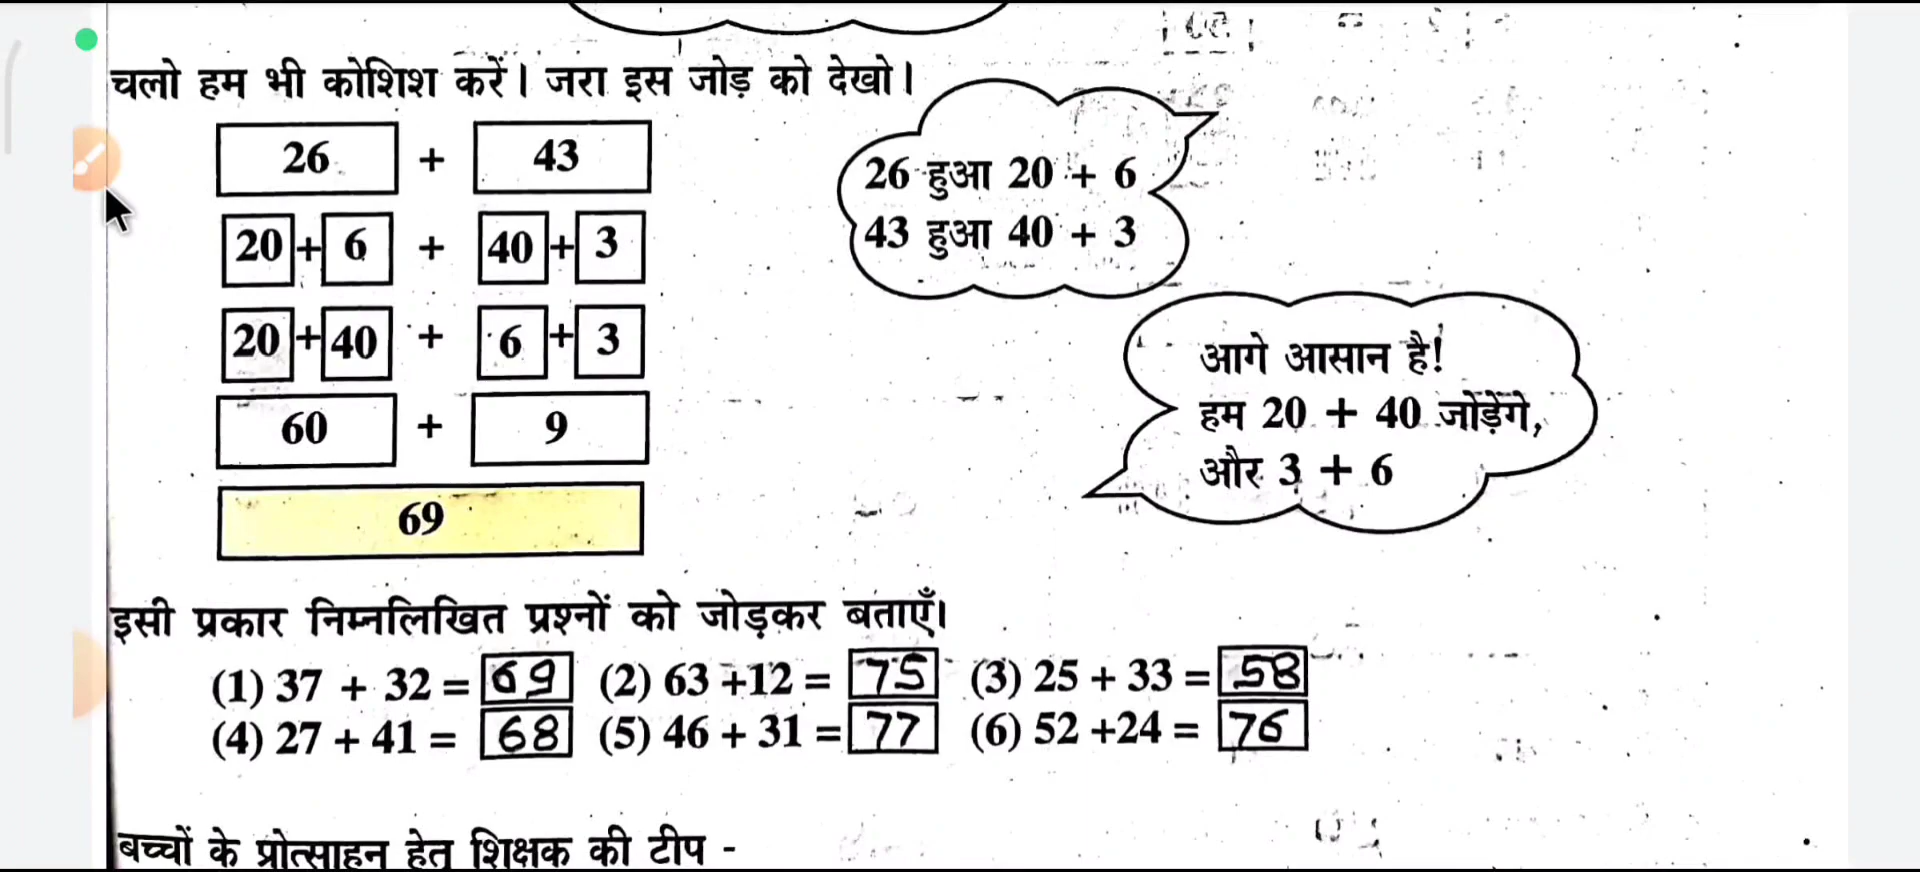 चलो हम भी कोशिश करें। जरा इस जोड़ को देखो।
26 + 43
20 + 6 + 40 + 3
20 + 40 + 6 + 3
60 + 9
69
26 हुआ 20 + 6
43 हुआ 40 + 3
आगे आसान है!
हम 20 + 40 जोड़ेंगे,
और 3 + 6
इसी प्रकार निम्नलिखित प्रश्नों को जोड़कर बताएँ।
(1) 37 + 32 = 69 (2) 63 +12 = 75 (3) 25 + 33 = 58
(4) 27 + 41 = 68 (5) 46 + 31 = 77 (6) 52 +24 = 76
बच्चों के प्रोत्साहन हेतु शिक्षक की टीप -